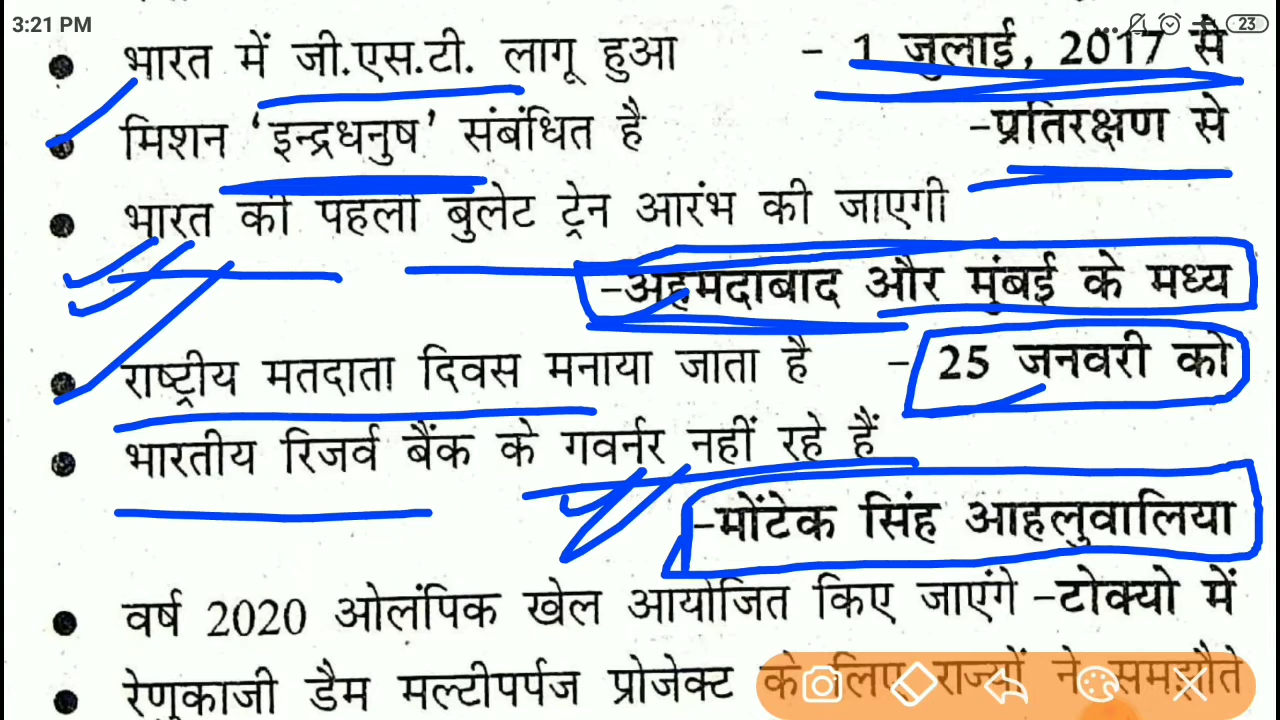 3:21 PM
23
भारत में जी.एस.टी. लागू हुआ - 1 जुलाई, 2017 से
मिशन ‘इन्द्रधनुष’ संबंधित है -प्रतिरक्षण से
भारत की पहली बुलेट ट्रेन आरंभ की जाएगी
-अहमदाबाद और मुंबई के मध्य
राष्ट्रीय मतदाता दिवस मनाया जाता है - 25 जनवरी को
भारतीय रिजर्व बैंक के गवर्नर नहीं रहे हैं
-मोंटेक सिंह आहलुवालिया
वर्ष 2020 ओलंपिक खेल आयोजित किए जाएंगे -टोक्यो में
रेणुकाजी डैम मल्टीपर्पज प्रोजेक्ट के लिए राज्यों ने समझौते